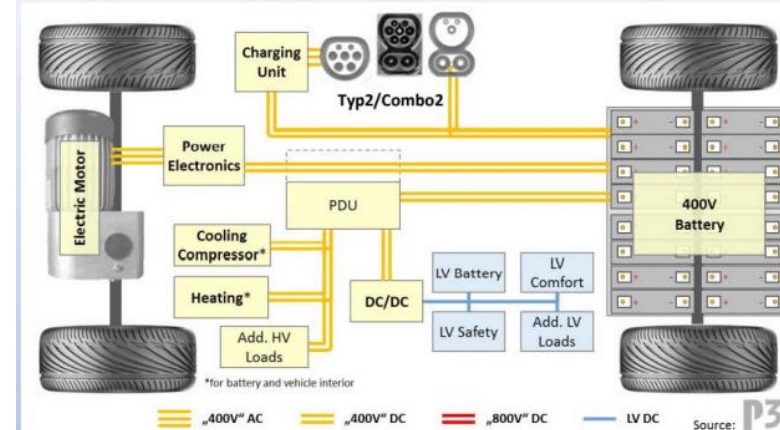 Charging
Unit
Typ2/Combo2
Power
Electronics
Electric Motor
PDU
400V
Battery
Cooling
Compressor*
Heating*
Add. HV
Loads
DC/DC
LV Battery
LV
Comfort
LV Safety
Add. LV
Loads
*for battery and vehicle interior
„400V“ AC
„400V“ DC
„800V“ DC
LV DC
Source: P3